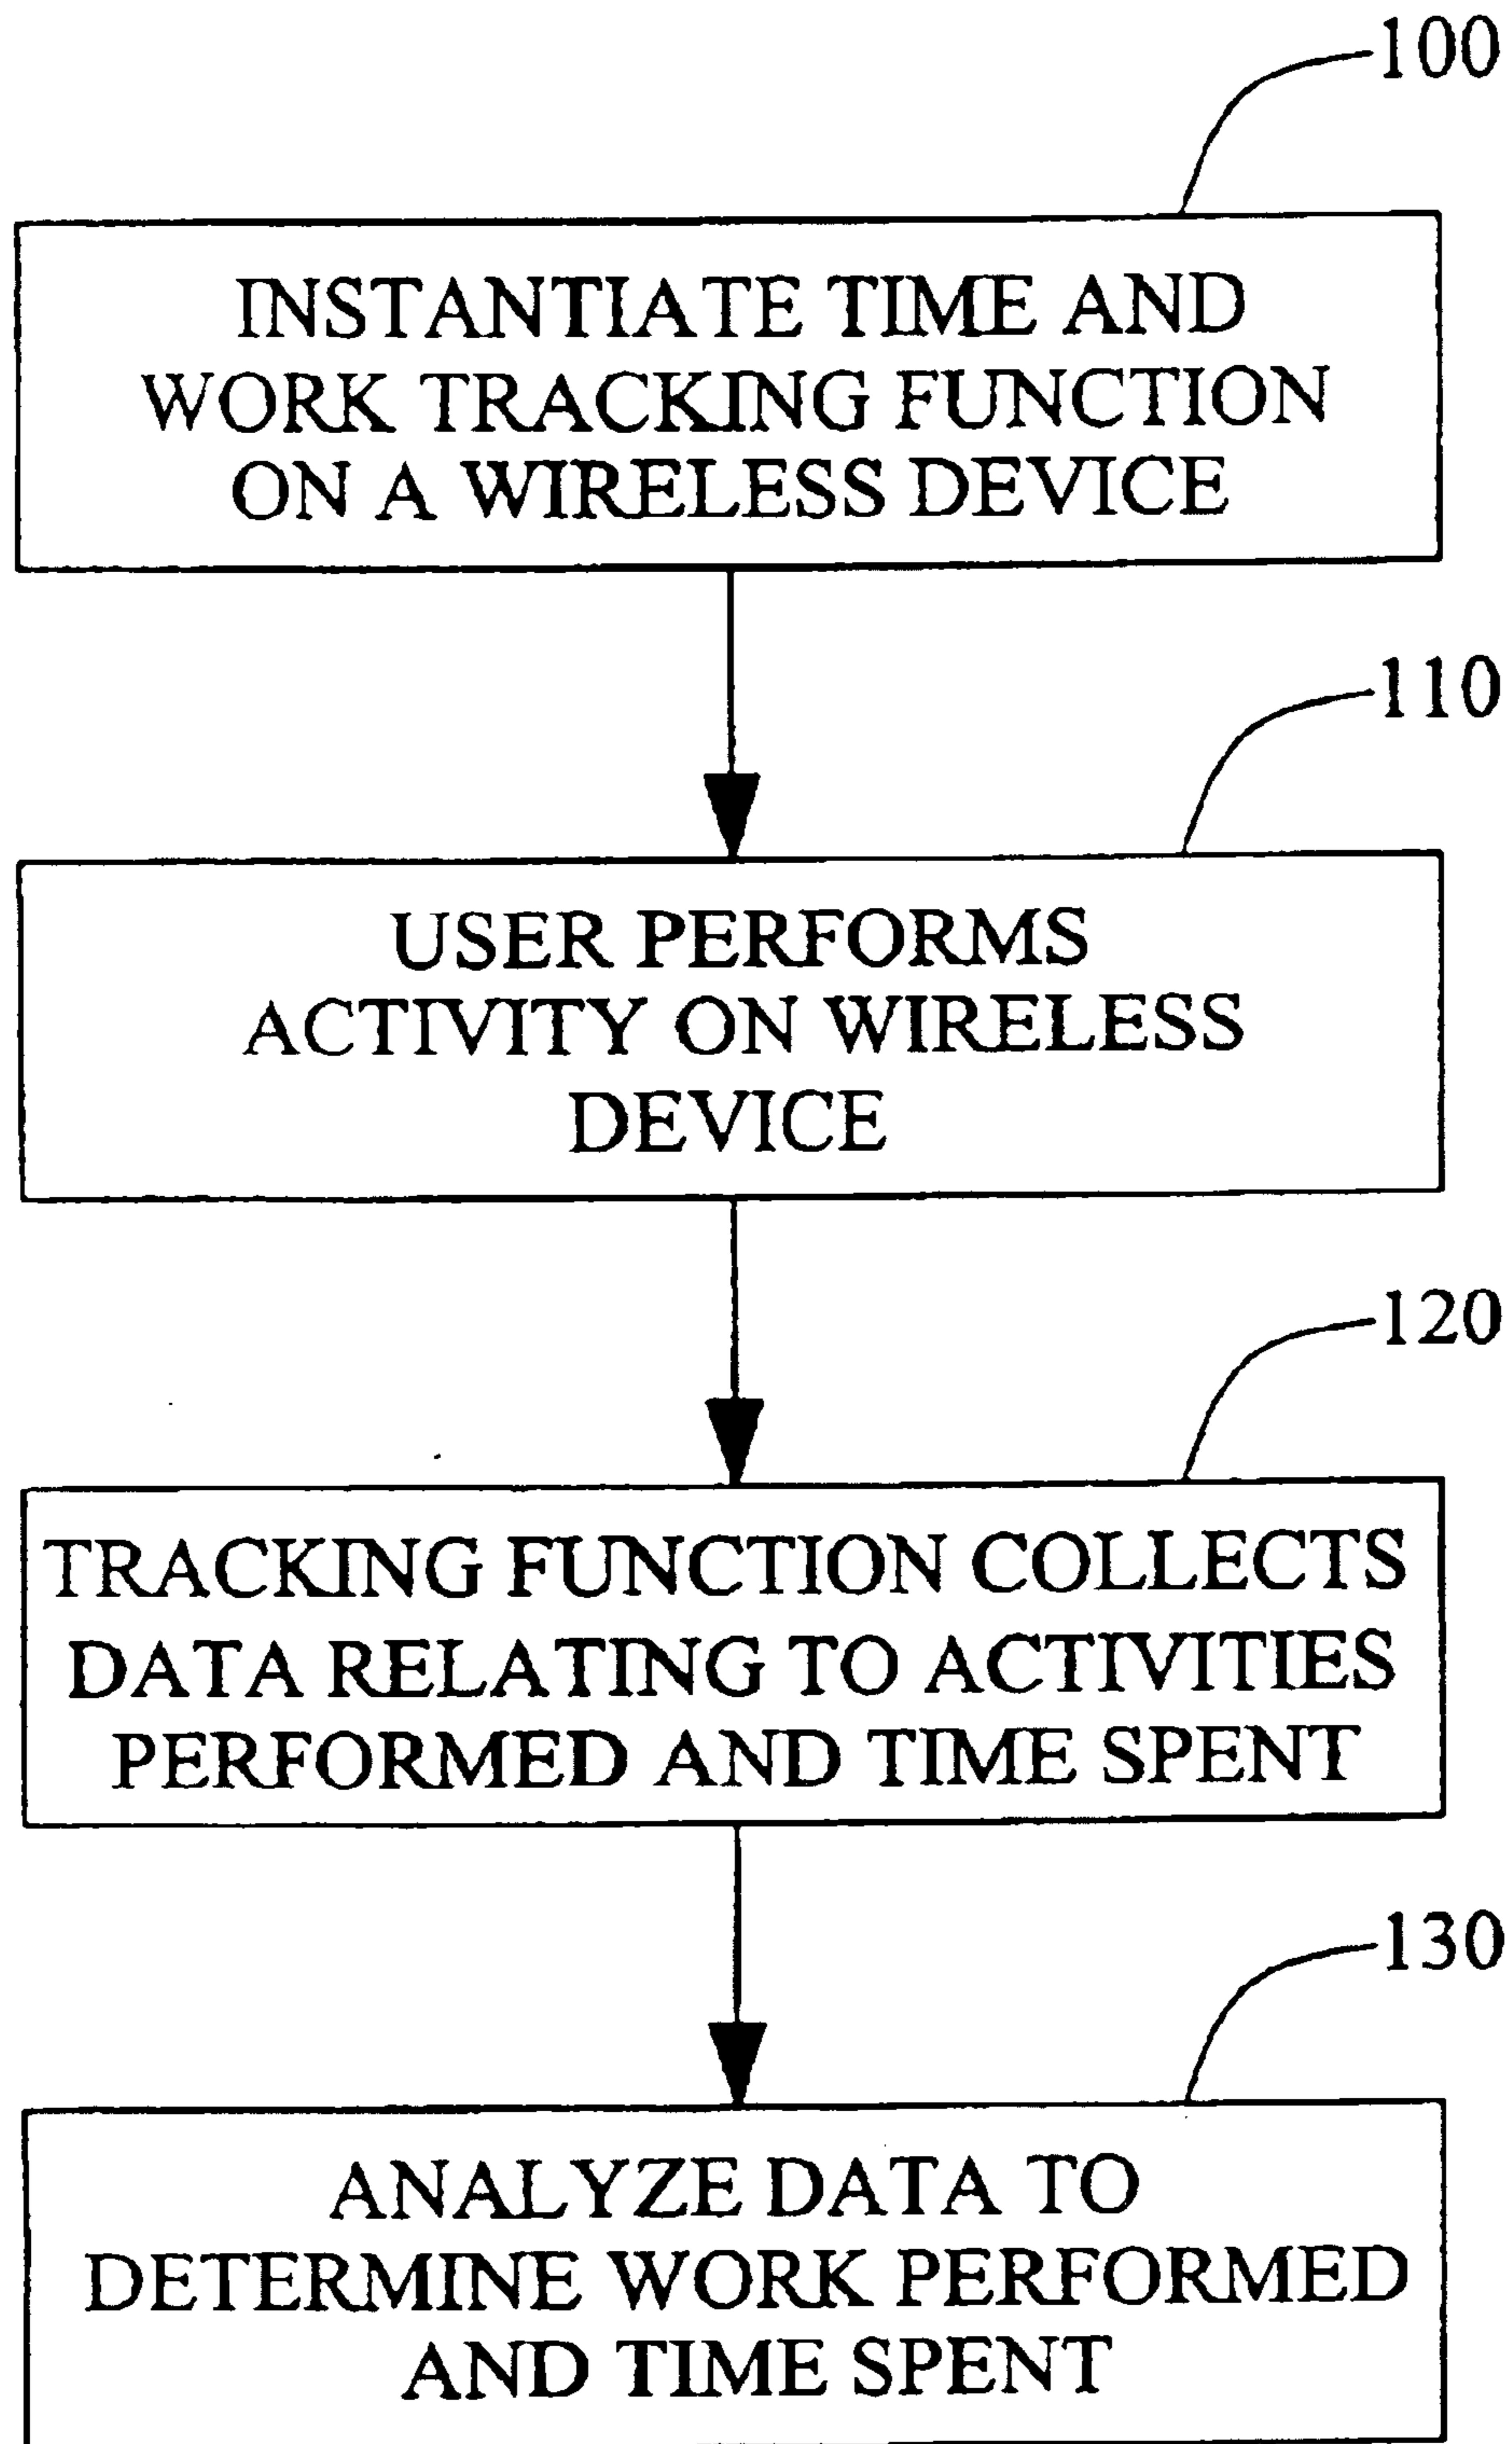 100
INSTANTIATE TIME AND
WORK TRACKING FUNCTION
ON A WIRELESS DEVICE
110
USER PERFORMS
ACTIVITY ON WIRELESS
DEVICE
120
TRACKING FUNCTION COLLECTS
DATA RELATING TO ACTIVITIES
PERFORMED AND TIME SPENT
130
ANALYZE DATA TO
DETERMINE WORK PERFORMED
AND TIME SPENT